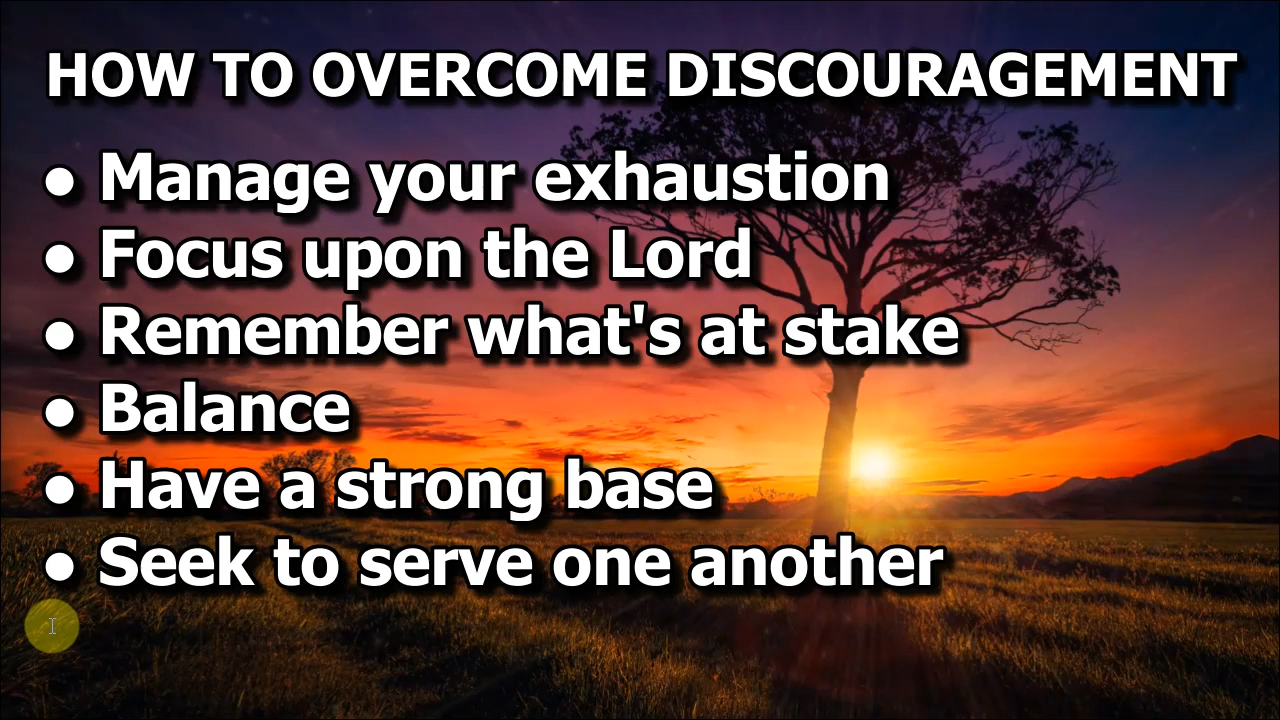 HOW TO OVERCOME DISCOURAGEMENT
● Manage your exhaustion
● Focus upon the Lord
● Remember what's at stake
● Balance
● Have a strong base
● Seek to serve one another